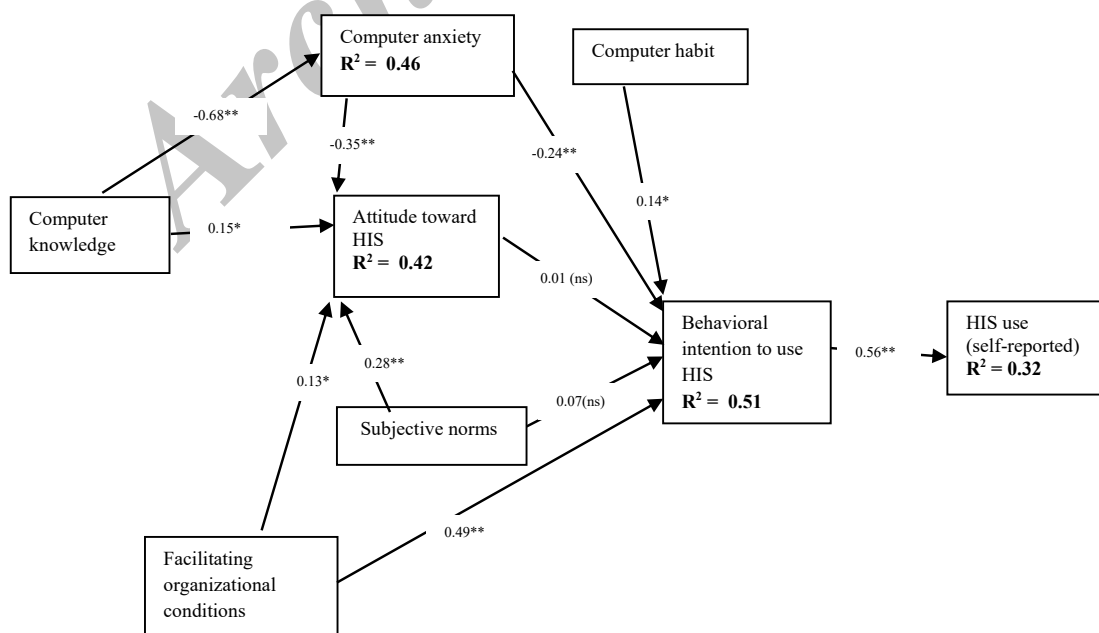 Computer anxiety
R² = 0.46
Computer habit
-0.68**
-0.35**
-0.24**
0.14*
Computer
knowledge
0.15*
Attitude toward
HIS
R² = 0.42
0.01 (ns)
Behavioral
intention to use
HIS
R² = 0.51
0.56**
HIS use
(self-reported)
R² = 0.32
0.13*
0.28**
0.07(ns)
Subjective norms
0.49**
Facilitating
organizational
conditions